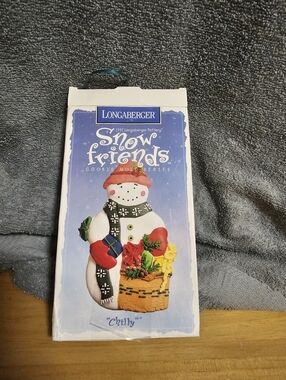 LONGABERGER
1997 Longaberger Pottery
Snow
friends
COOKIE MOLD SERIES
"Chilly"